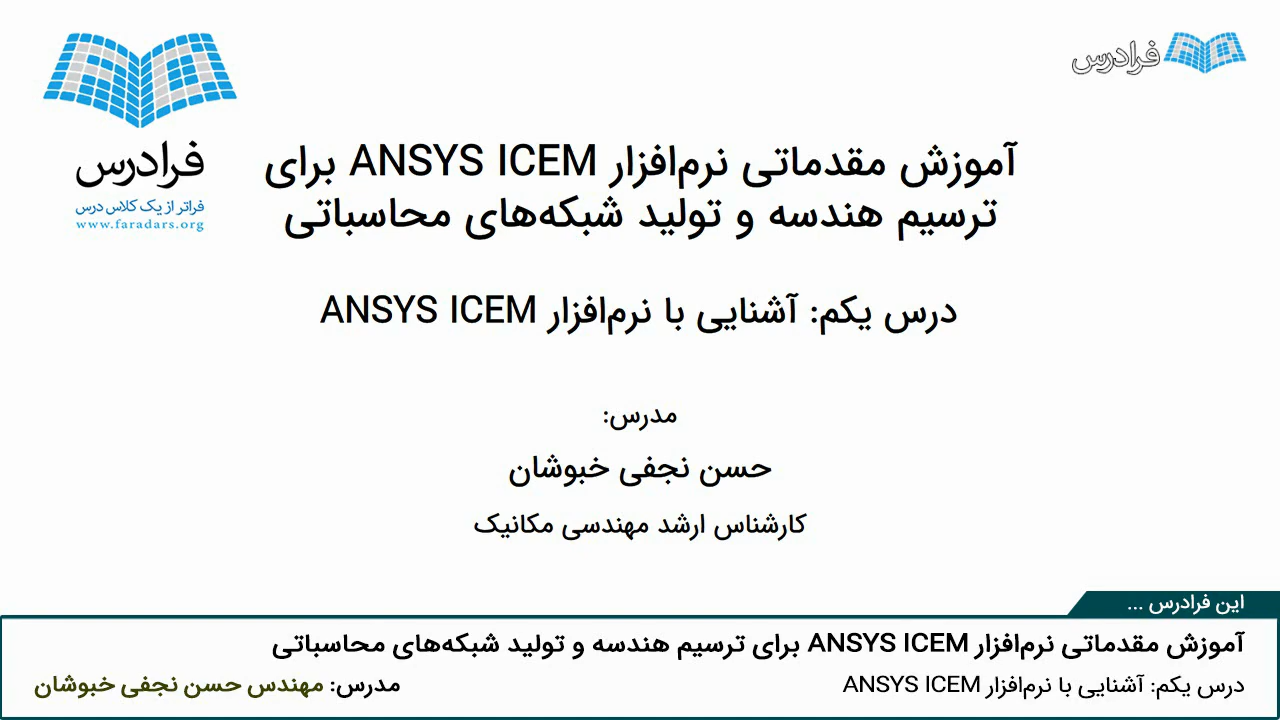 فرادرس
فرادرس
فراتر از یک کلاس درس
www.faradars.org
آموزش مقدماتی نرم‌افزار ANSYS ICEM برای
ترسیم هندسه و تولید شبکه‌های محاسباتی
درس یکم: آشنایی با نرم‌افزار ANSYS ICEM
مدرس:
حسن نجفی خبوشان
کارشناس ارشد مهندسی مکانیک
این فرادرس ...
آموزش مقدماتی نرم‌افزار ANSYS ICEM برای ترسیم هندسه و تولید شبکه‌های محاسباتی
درس یکم: آشنایی با نرم‌افزار ANSYS ICEM
مدرس: مهندس حسن نجفی خبوشان